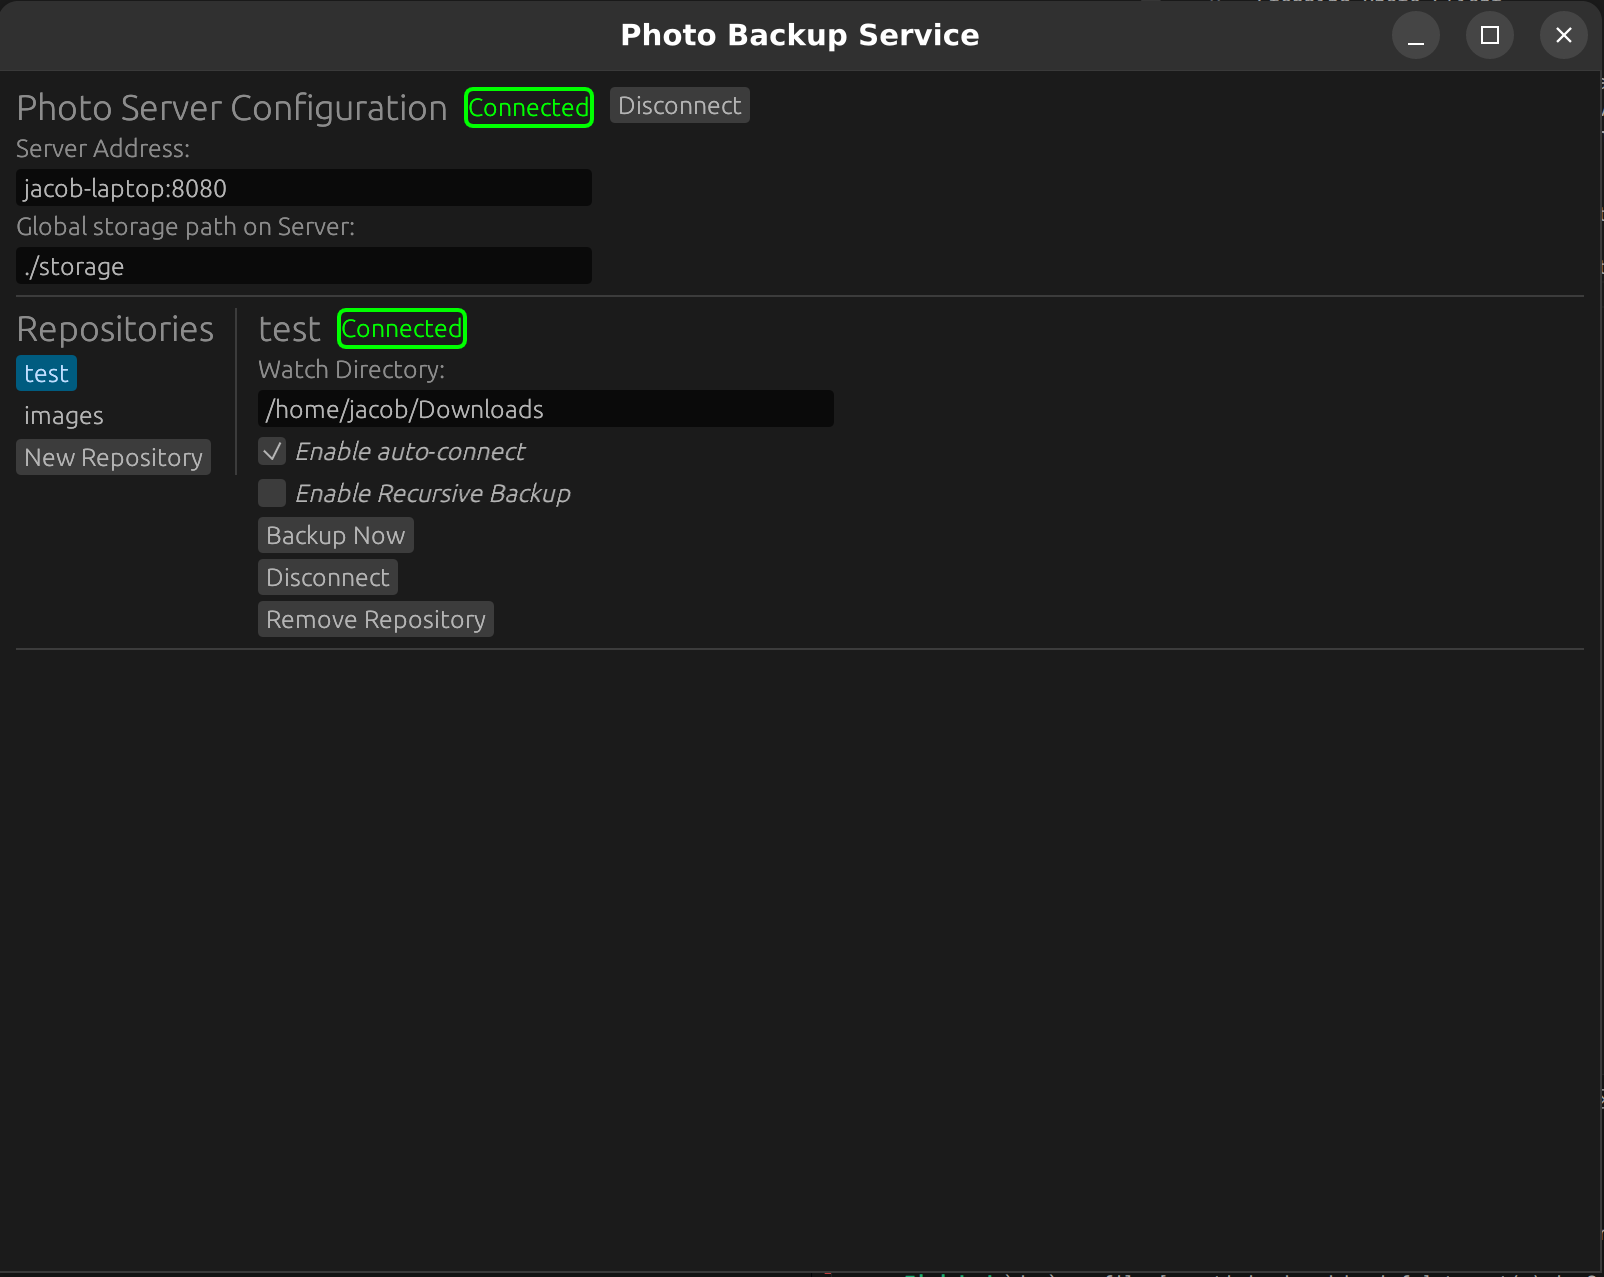 Photo Backup Service
Photo Server Configuration Connected Disconnect
Server Address:
jacob-laptop:8080
Global storage path on Server:
./storage
Repositories
test
images
New Repository
test Connected
Watch Directory:
/home/jacob/Downloads
Enable auto-connect
Enable Recursive Backup
Backup Now
Disconnect
Remove Repository